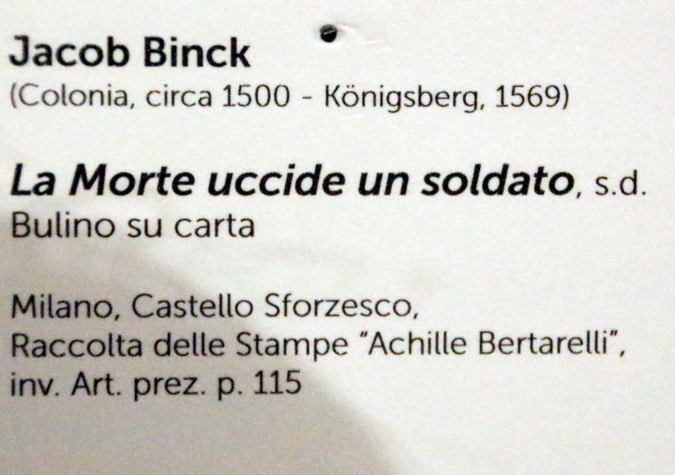 Jacob Binck
(Colonia, circa 1500 - Königsberg, 1569)
La Morte uccide un soldato, s.d.
Bulino su carta
Milano, Castello Sforzesco,
Raccolta delle Stampe “Achille Bertarelli”,
inv. Art. prez. p. 115